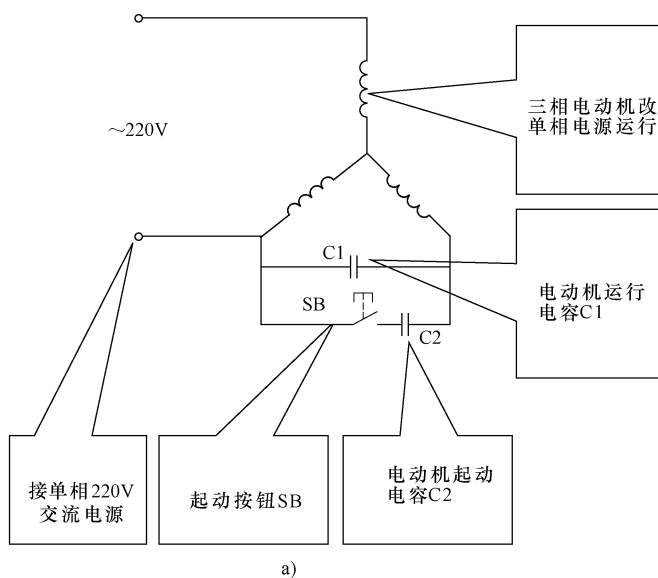 三相电动机改
单相电源运行
～220V
C1
电动机运行
电容C1
SB
C2
接单相220V
交流电源
起动按钮SB
电动机起动
电容C2
a)